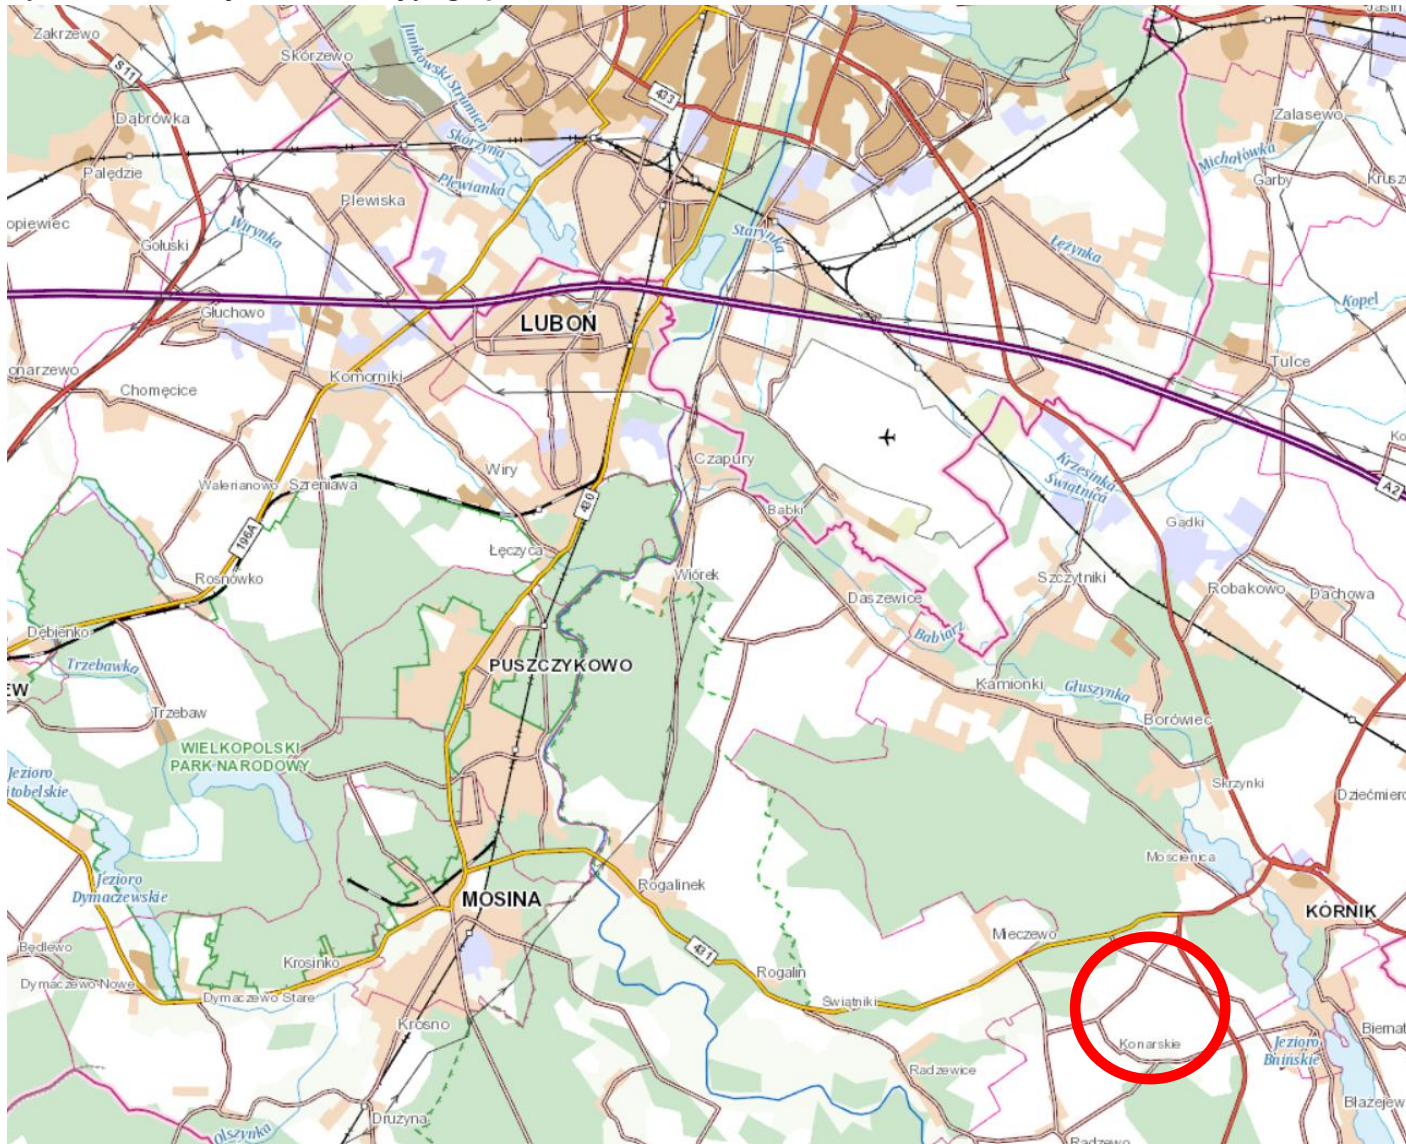 Zakrzewo
Skórzewo
Junikowski Strumień
Jasin
S11
433
Dąbrówka
Zalasewo
Skórzynka
Michałówka
Palędzie
Plewianka
Garby
Plewiska
Wirynka
Starynka
Gołuski
Łężynka
Kopel
Głuchowo
LUBOŃ
Tulce
Komorniki
Chomęcice
Czapury
Krzesinka
Świątnica
Wiry
Walerianowo
Szreniawa
A2
430
Babki
Gądki
196A
Łęczyca
Rosnówko
Wiórek
Szczytniki
Robakowo
Dachowa
Daszewice
Dębienko
Babiarz
Trzebawka
PUSZCZYKOWO
EW
Kamionki
Głuszynka
Trzebaw
Borówiec
WIELKOPOLSKI
PARK NARODOWY
Jezioro
itobelskie
Skrzynki
Dziećmier
Mościenica
Jezioro
Dymaczewskie
Rogalinek
MOSINA
KÓRNIK
Mieczewo
Będlewo
431
Krosinko
Rogalin
Dymaczewo Nowe
Dymaczewo Stare
Świątniki
Krosno
Konarskie
Jezioro
Bnińskie
Biernat
Radzewice
Błażejew
Drużyna
Olszynka
Radzewo